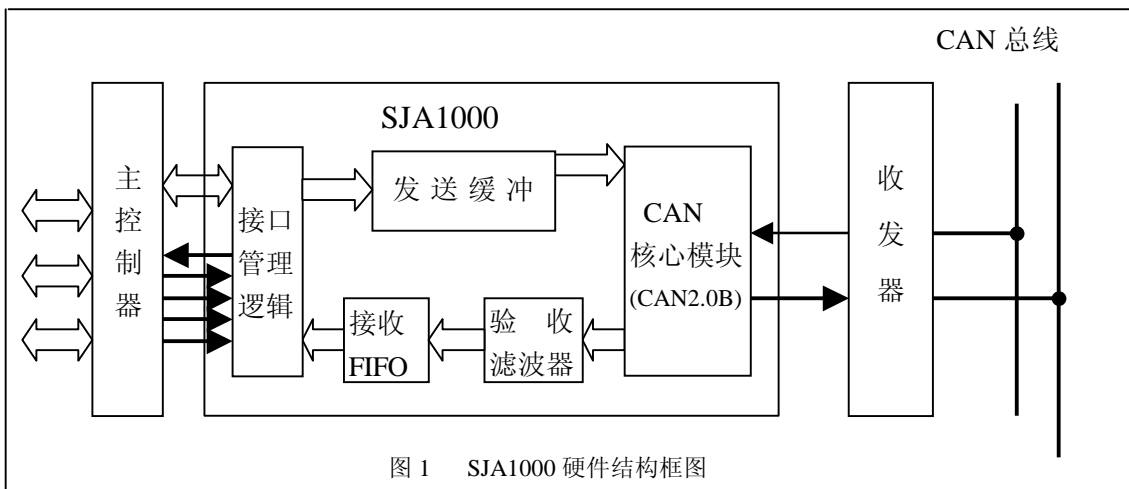 CAN 总线
SJA1000
主
控
制
器
接口
管理
逻辑
发 送 缓 冲
CAN
核心模块
(CAN2.0B)
接收
FIFO
验 收
滤波器
收
发
器
图 1 SJA1000 硬件结构框图